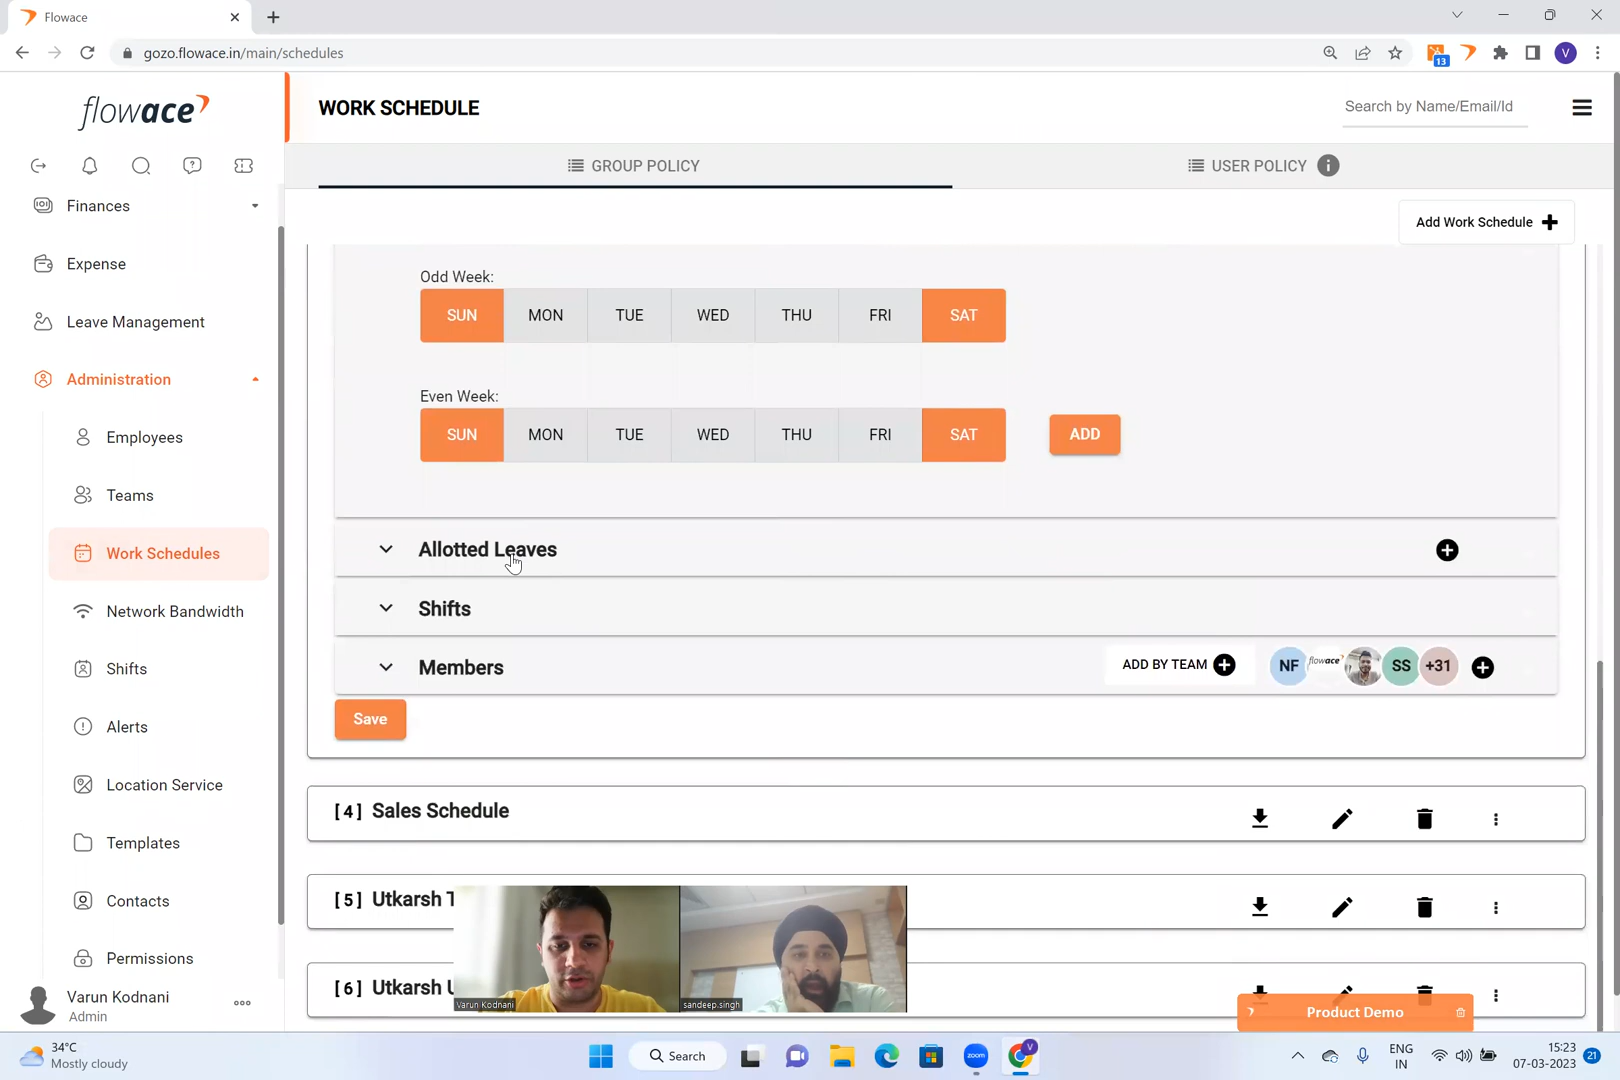 Flowace
gozo.flowace.in/main/schedules
13
V
flowace
WORK SCHEDULE
Search by Name/Email/Id
GROUP POLICY
USER POLICY i
Add Work Schedule
Finances
Expense
Leave Management
Administration
Employees
Teams
Work Schedules
Network Bandwidth
Shifts
Alerts
Location Service
Templates
Contacts
Permissions
Varun Kodnani
Admin
Odd Week:
SUN MON TUE WED THU FRI SAT
Even Week:
SUN MON TUE WED THU FRI SAT
ADD
Allotted Leaves
Shifts
Members
ADD BY TEAM
NF flowace SS +31
Save
[ 4 ] Sales Schedule
[ 5 ] Utkarsh T
[ 6 ] Utkarsh U
Varun Kodnani
sandeep.singh
Product Demo
34°C
Mostly cloudy
Search
zoom
V
ENG
IN
15:23
07-03-2023
21